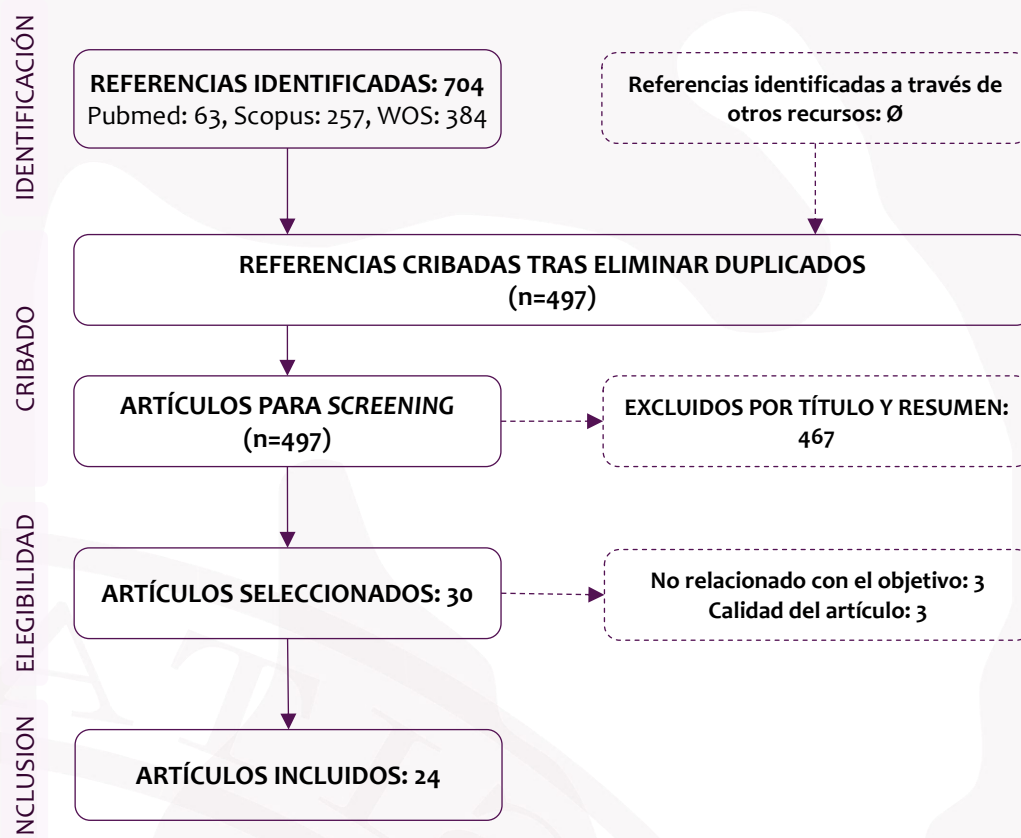 IDENTIFICACIÓN
REFERENCIAS IDENTIFICADAS: 704
Pubmed: 63, Scopus: 257, WOS: 384
Referencias identificadas a través de
otros recursos: Ø
CRIBADO
REFERENCIAS CRIBADAS TRAS ELIMINAR DUPLICADOS
(n=497)
ARTÍCULOS PARA SCREENING
(n=497)
EXCLUIDOS POR TÍTULO Y RESUMEN:
467
ELEGIBILIDAD
ARTÍCULOS SELECCIONADOS: 30
No relacionado con el objetivo: 3
Calidad del artículo: 3
NCLUSION
ARTÍCULOS INCLUIDOS: 24